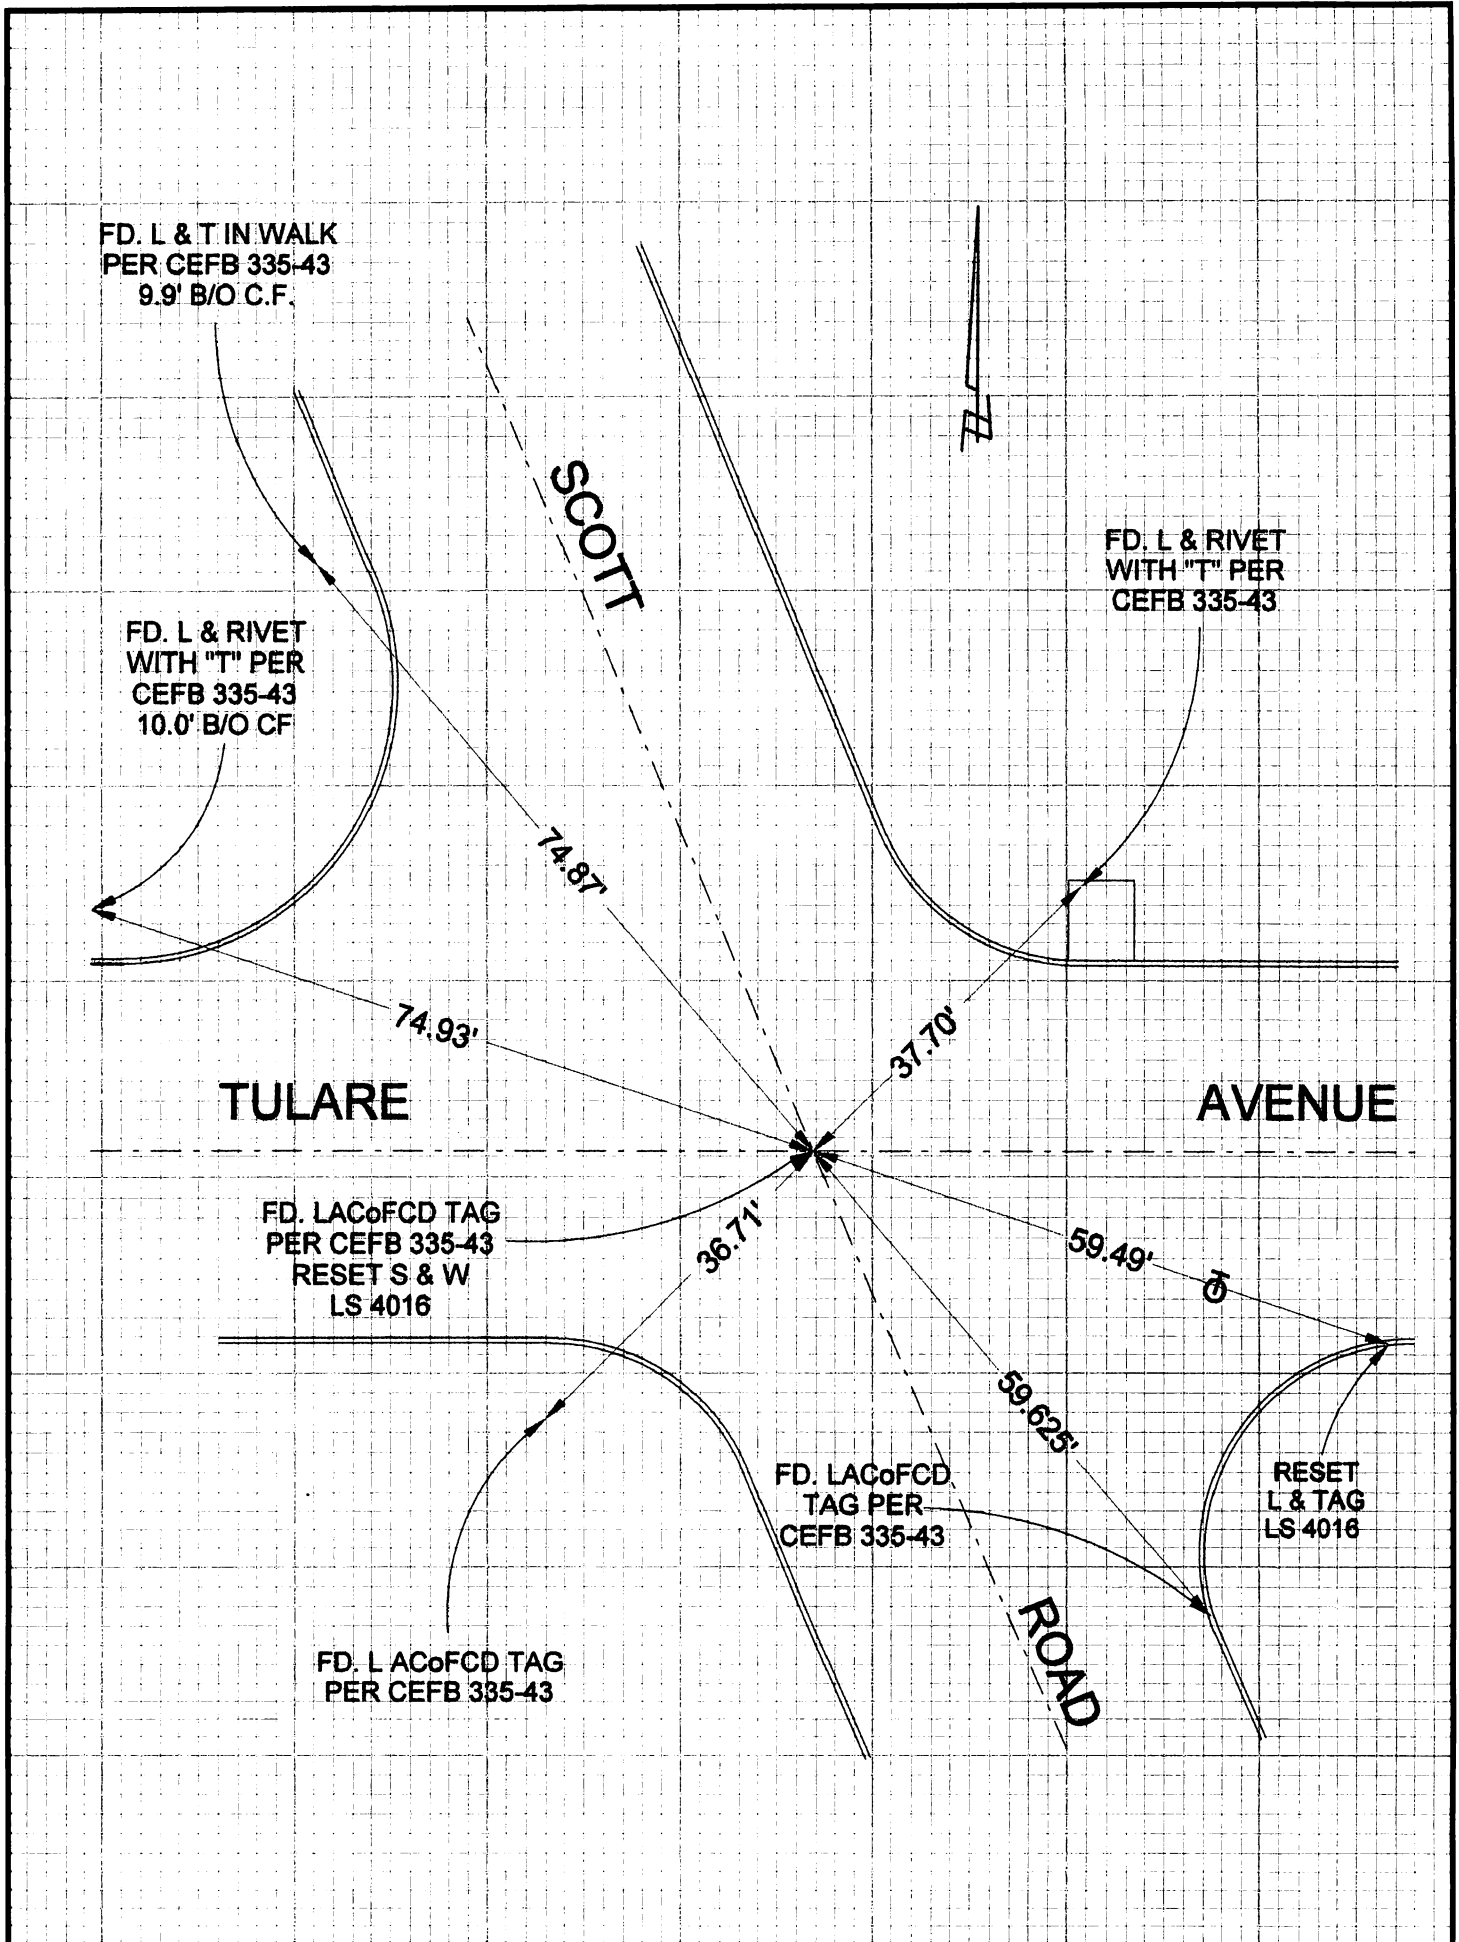 FD. L & T IN WALK
PER CEFB 335-43
9.9' B/O C.F.
SCOTT
FD. L & RIVET
WITH "T" PER
CEFB 335-43
FD. L & RIVET
WITH "T" PER
CEFB 335-43
10.0' B/O CF
74.87'
74.93'
37.70'
TULARE
AVENUE
FD. LACoFCD TAG
PER CEFB 335-43
RESET S & W
LS 4016
36.71'
59.49'
59.625'
FD. LACoFCD
TAG PER
CEFB 335-43
RESET
L & TAG
LS 4016
ROAD
FD. L ACoFCD TAG
PER CEFB 335-43